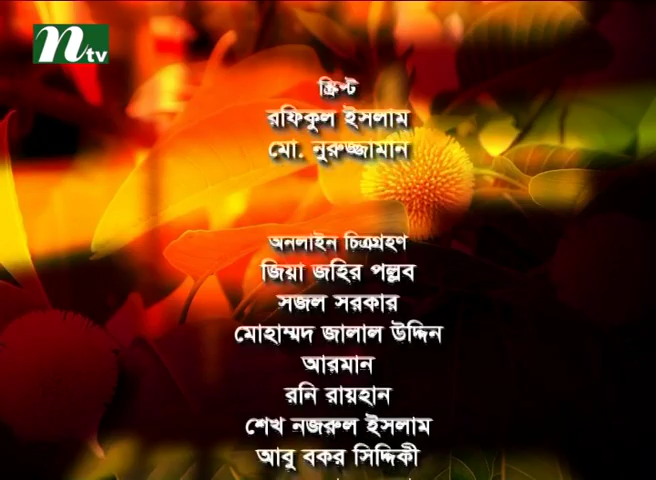 ntv
স্ক্রিপ্ট
রফিকুল ইসলাম
মো. নুরুজ্জামান
অনলাইন চিত্রগ্রহণ
জিয়া জহির পল্লব
সজল সরকার
মোহাম্মদ জালাল উদ্দিন
আরমান
রনি রায়হান
শেখ নজরুল ইসলাম
আবু বকর সিদ্দিকী